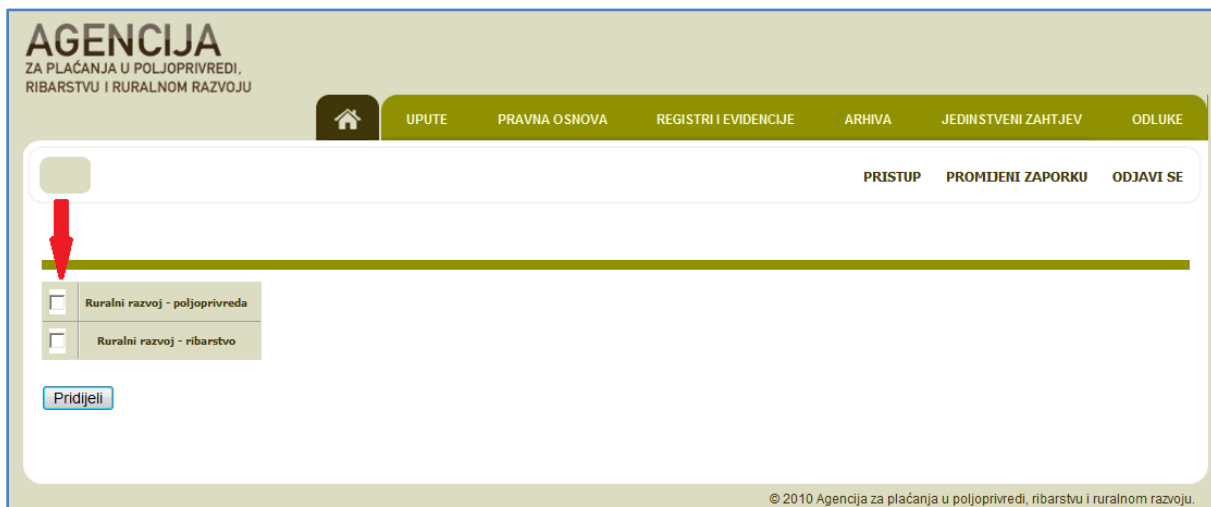 AGENCIJA
ZA PLAĆANJA U POLJOPRIVREDI,
RIBARSTVU I RURALNOM RAZVOJU
UPUTE PRAVNA OSNOVA REGISTRI I EVIDENCIJE ARHIVA JEDINSTVENI ZAHTJEV ODLUKE
PRISTUP PROMIJENI ZAPORKU ODJAVI SE
Ruralni razvoj - poljoprivreda
Ruralni razvoj - ribarstvo
Pridijeli
© 2010 Agencija za plaćanja u poljoprivredi, ribarstvu i ruralnom razvoju.